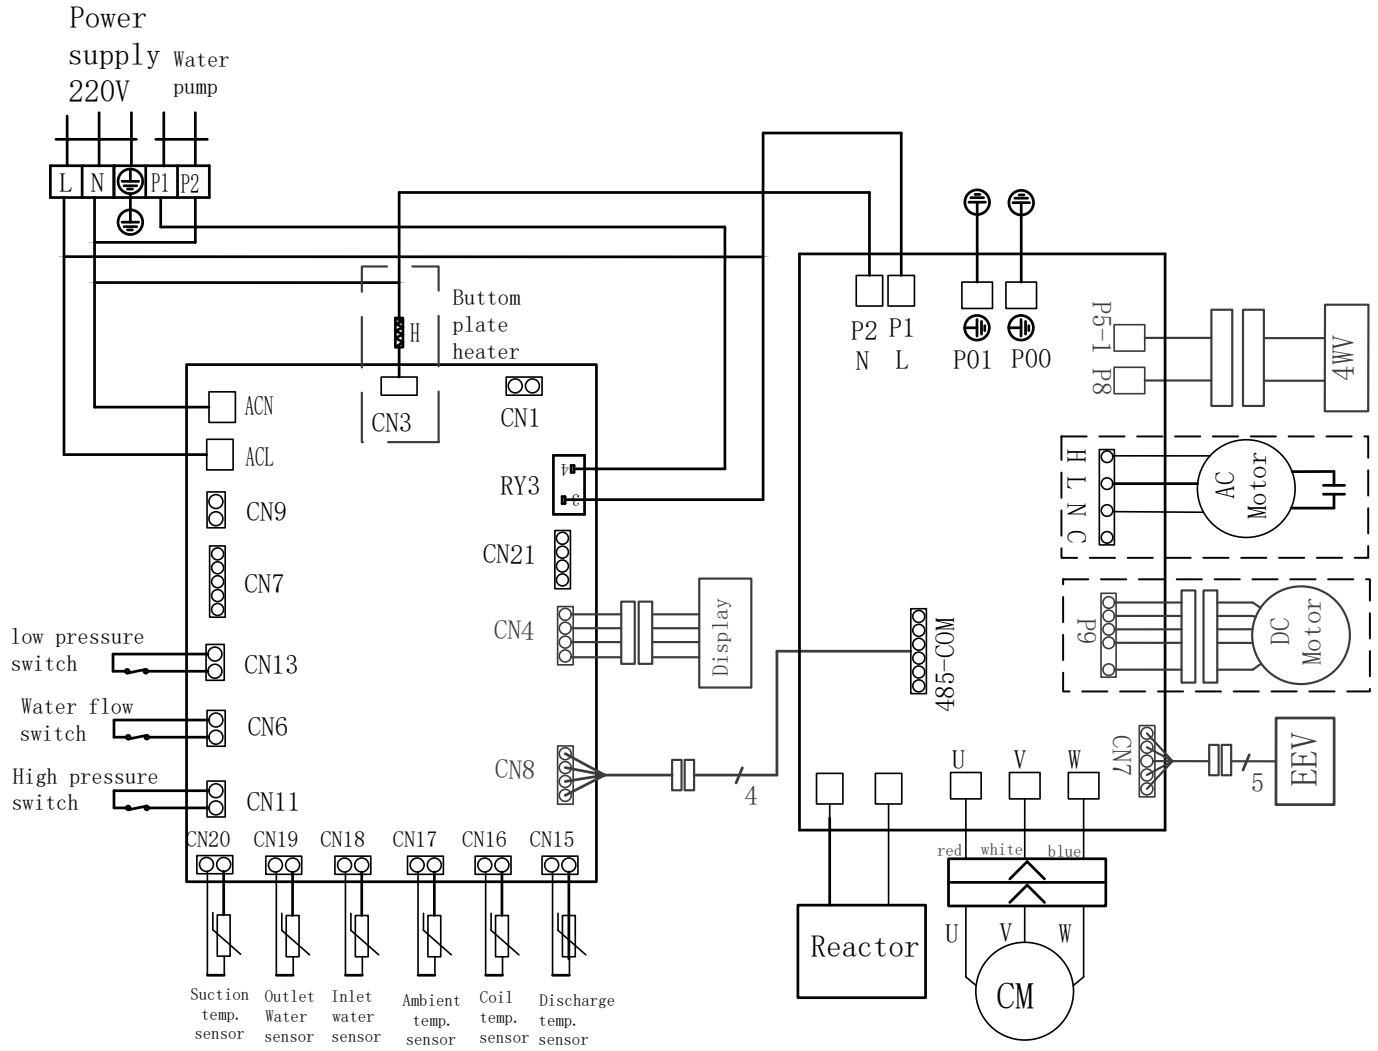 Power
supply
220V
Water
pump
L
N
P1
P2
Buttom
plate
heater
H
CN3
CN1
ACN
ACL
RY3
4
3
CN9
CN21
CN7
CN4
Display
low pressure
switch
CN13
Water flow
switch
CN6
CN8
4
High pressure
switch
CN11
CN20
CN19
CN18
CN17
CN16
CN15
Suction
temp.
sensor
Outlet
Water
sensor
Inlet
water
sensor
Ambient
temp.
sensor
Coil
temp.
sensor
Discharge
temp.
sensor
P2
N
P1
L
P01
P00
P5-1
P8
4WV
H
L
N
C
AC
Motor
P9
DC
Motor
485-COM
CN7
5
EEV
U
V
W
red
white
blue
Reactor
U
V
W
CM